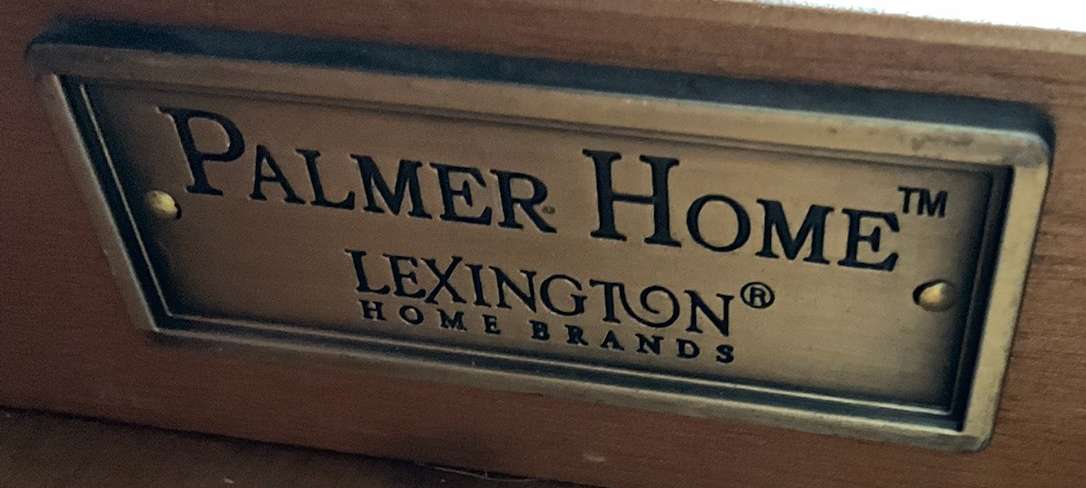 PALMER HOME™
LEXINGTON®
HOME BRANDS